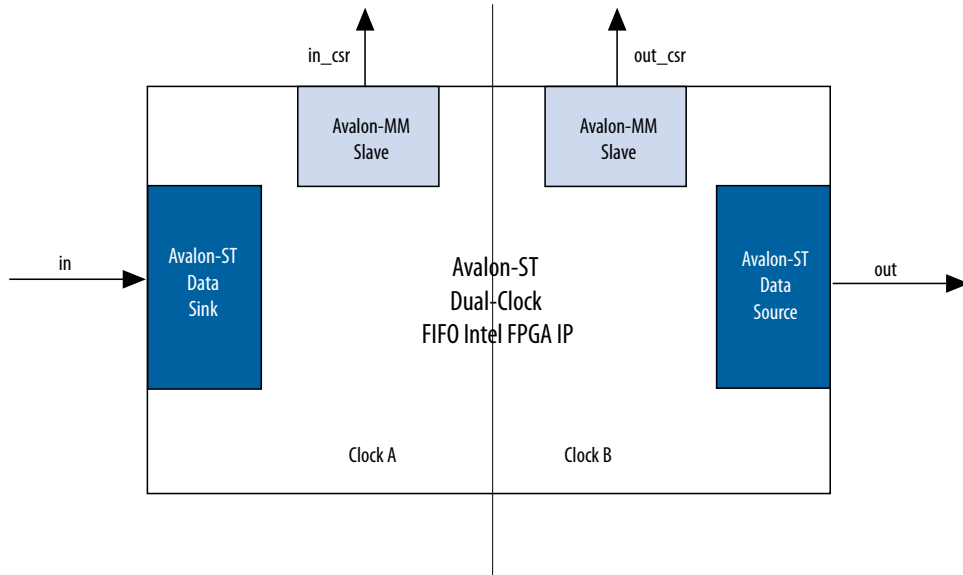 in_csr
out_csr
Avalon-MM
Slave
Avalon-MM
Slave
in
Avalon-ST
Data
Sink
Avalon-ST
Dual-Clock
FIFO Intel FPGA IP
Avalon-ST
Data
Source
out
Clock A
Clock B